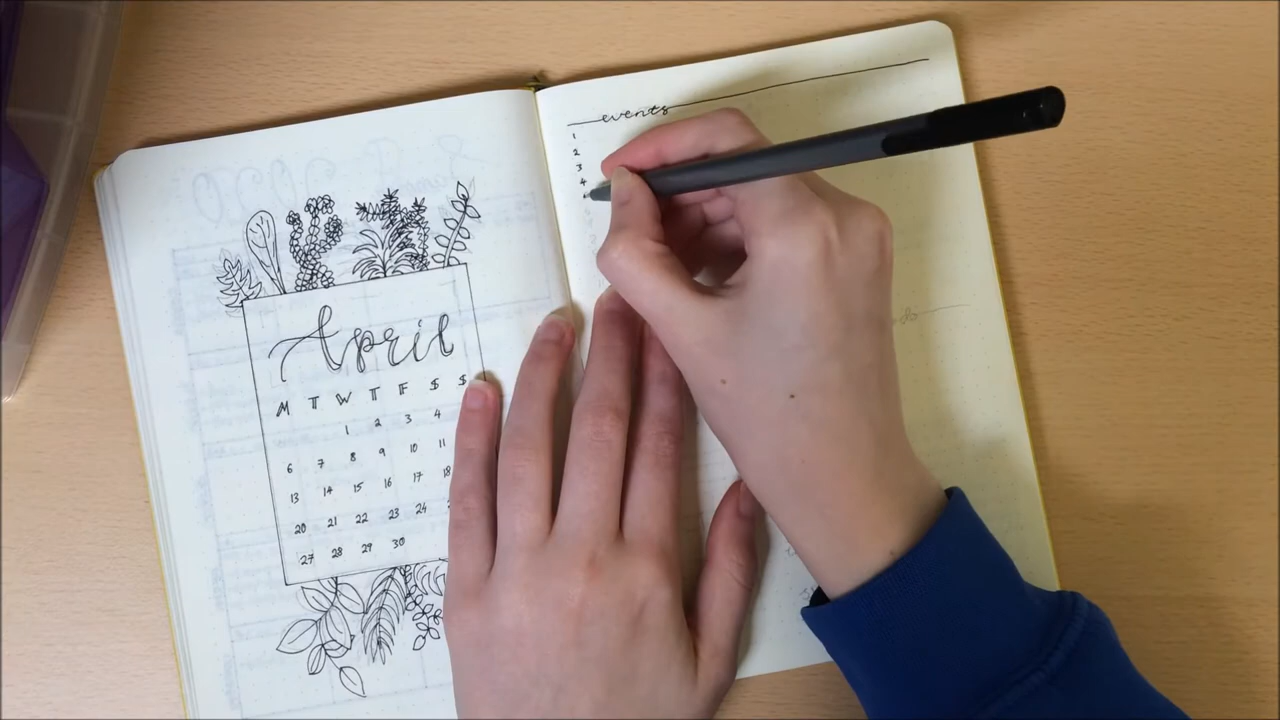 April
M T W T F S S
1 2 3 4
6 7 8 9 10 11
13 14 15 16 17 18
20 21 22 23 24
27 28 29 30
events
1
2
3
4